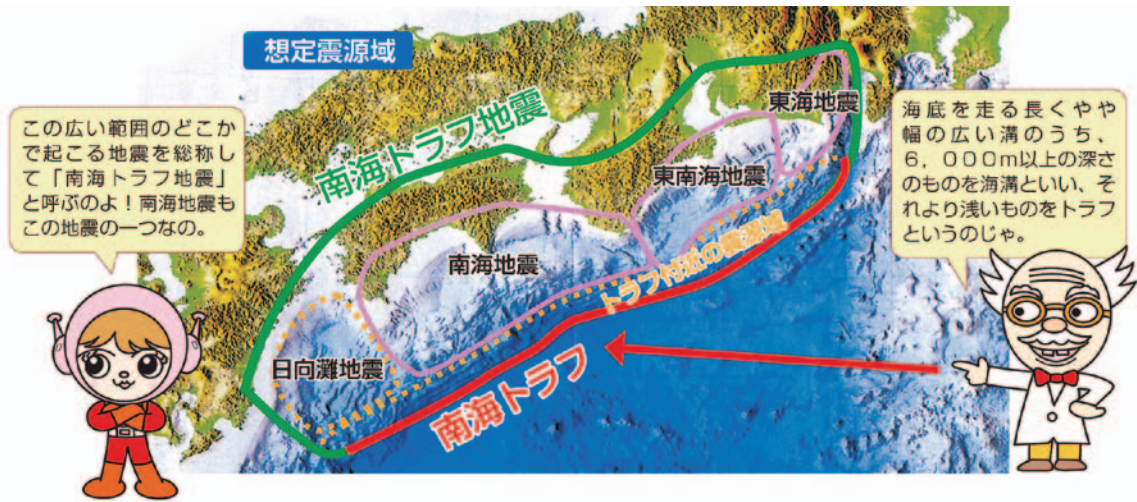 想定震源域
この広い範囲のどこか
で起こる地震を総称し
て「南海トラフ地震」
と呼ぶのよ！南海地震も
この地震の一つなの。
南海トラフ地震
東海地震
東南海地震
南海地震
トラフ付近の震源域
日向灘地震
南海トラフ
海底を走る長くやや
幅の広い溝のうち、
6，000m以上の深さ
のものを海溝といい、そ
れより浅いものをトラフ
というのじゃ。